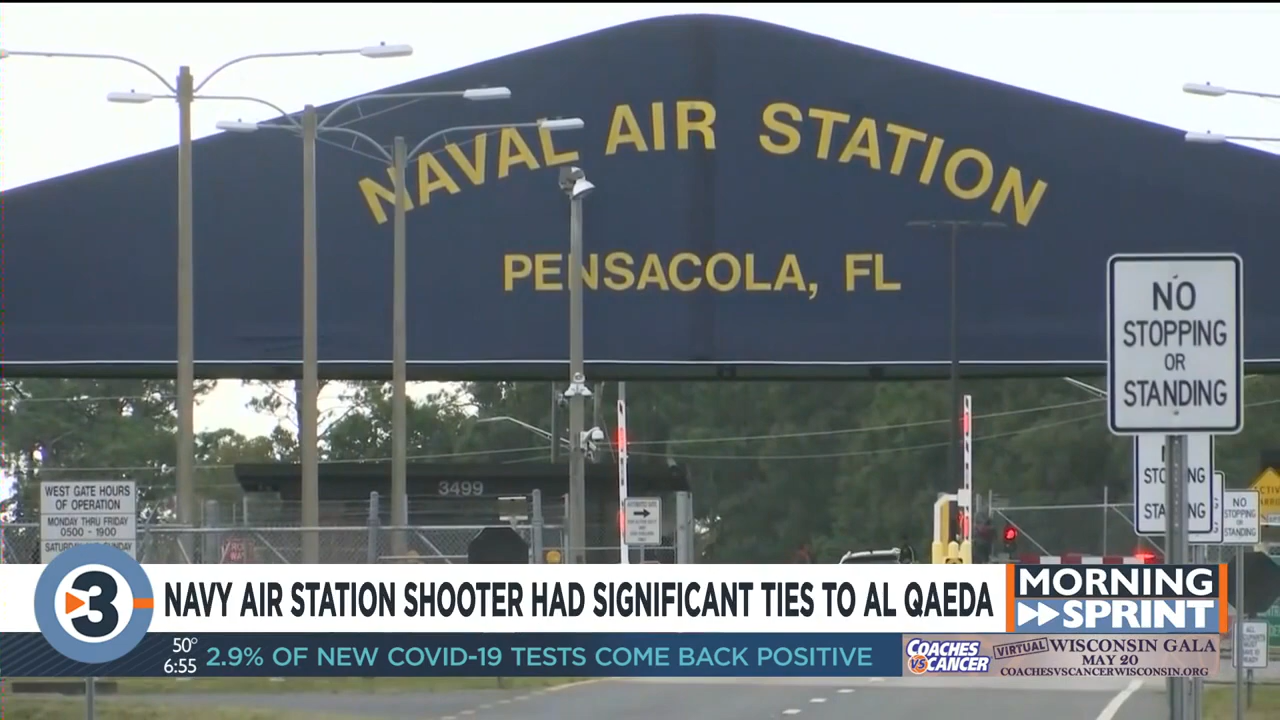 NAVAL AIR STATION
PENSACOLA, FL
NO
STOPPING
OR
STANDING
3499
WEST GATE HOURS
OF OPERATION
MONDAY THRU FRIDAY
0500 - 1900
NO
STOPPING
OR
STANDING
3
NAVY AIR STATION SHOOTER HAD SIGNIFICANT TIES TO AL QAEDA
MORNING
SPRINT
50°
6:55
2.9% OF NEW COVID-19 TESTS COME BACK POSITIVE
COACHES
VS
CANCER
VIRTUAL WISCONSIN GALA
MAY 20
COACHESVSCANCERWISCONSIN.ORG